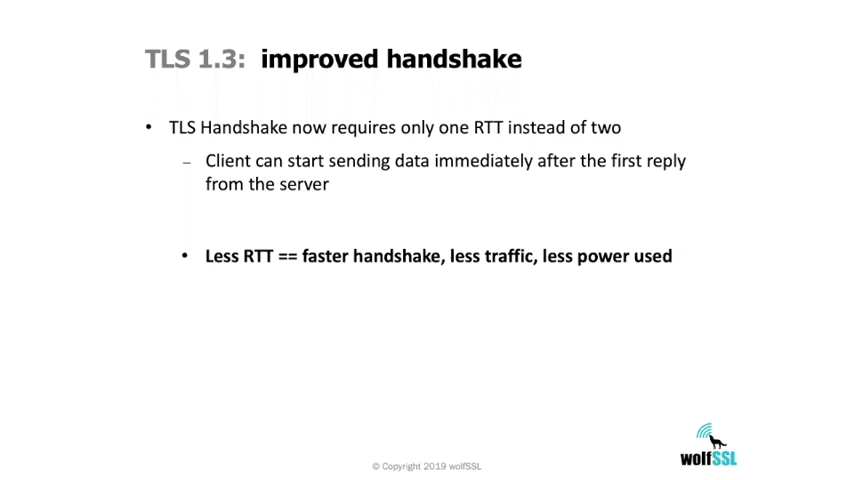 TLS 1.3: improved handshake
• TLS Handshake now requires only one RTT instead of two
– Client can start sending data immediately after the first reply
from the server
• Less RTT == faster handshake, less traffic, less power used
wolfSSL
© Copyright 2019 wolfSSL